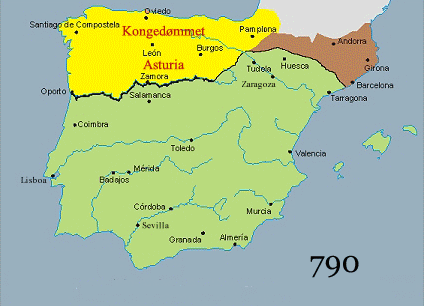 Oviedo
Santiago de Compostela
Kongedømmet
Pamplona
Andorra
León
Burgos
Huesca
Girona
Asturia
Tudela
Zamora
Zaragoza
Barcelona
Oporto
Salamanca
Tarragona
Coimbra
Toledo
Valencia
Lisboa
Mérida
Badajos
Córdoba
Murcia
Sevilla
Granada
Almería
790